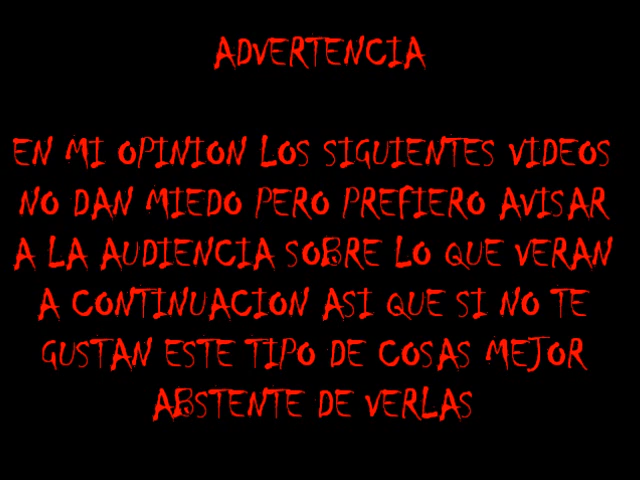 ADVERTENCIA
EN MI OPINION LOS SIGUIENTES VIDEOS
NO DAN MIEDO PERO PREFIERO AVISAR
A LA AUDIENCIA SOBRE LO QUE VERAN
A CONTINUACION ASI QUE SI NO TE
GUSTAN ESTE TIPO DE COSAS MEJOR
ABSTENTE DE VERLAS